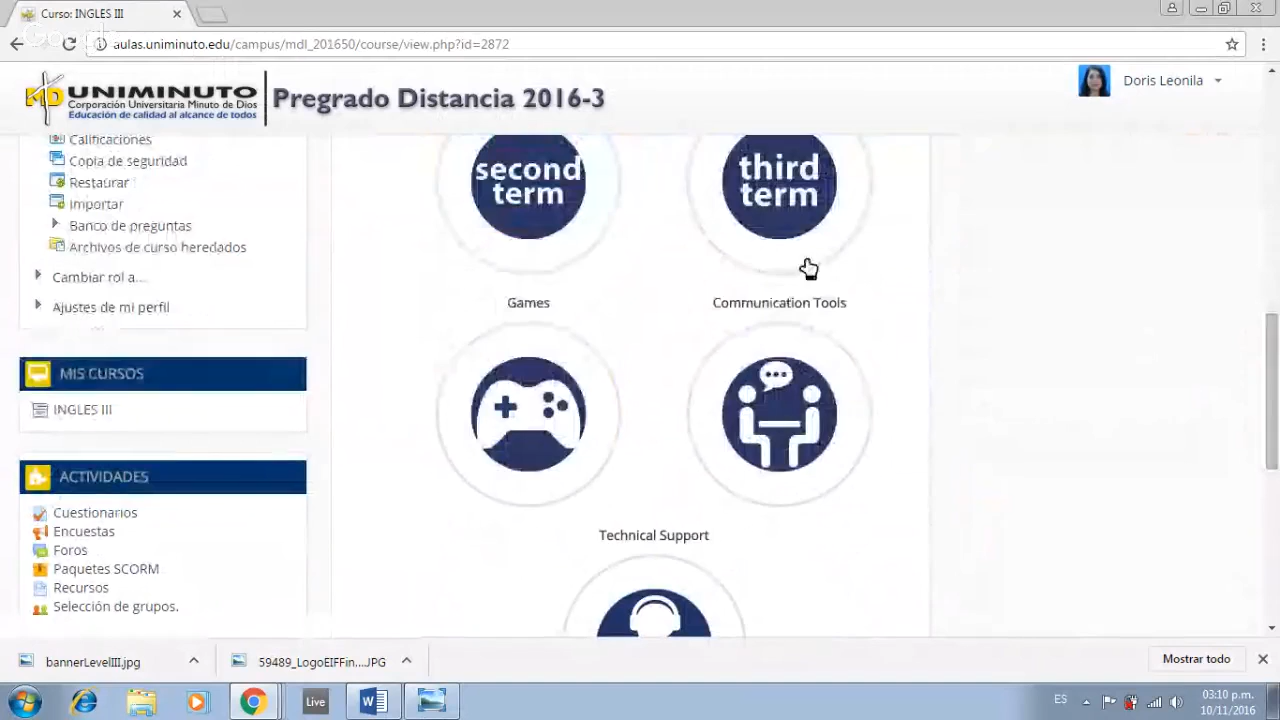 Curso: INGLES III
Google
aulas.uniminuto.edu/campus/mdl_201650/course/view.php?id=2872
UNIMINUTO
Corporación Universitaria Minuto de Dios
Educación de calidad al alcance de todos
Pregrado Distancia 2016-3
Doris Leonila
Calificaciones
Copia de seguridad
Restaurar
Importar
Banco de preguntas
Archivos de curso heredados
Cambiar rol a...
Ajustes de mi perfil
MIS CURSOS
INGLES III
ACTIVIDADES
Cuestionarios
Encuestas
Foros
Paquetes SCORM
Recursos
Selección de grupos.
second
term
third
term
Games
Communication Tools
Technical Support
bannerLevelIII.jpg
59489_LogoEIFFin....JPG
Mostrar todo
Live
ES
03:10 p.m.
10/11/2016